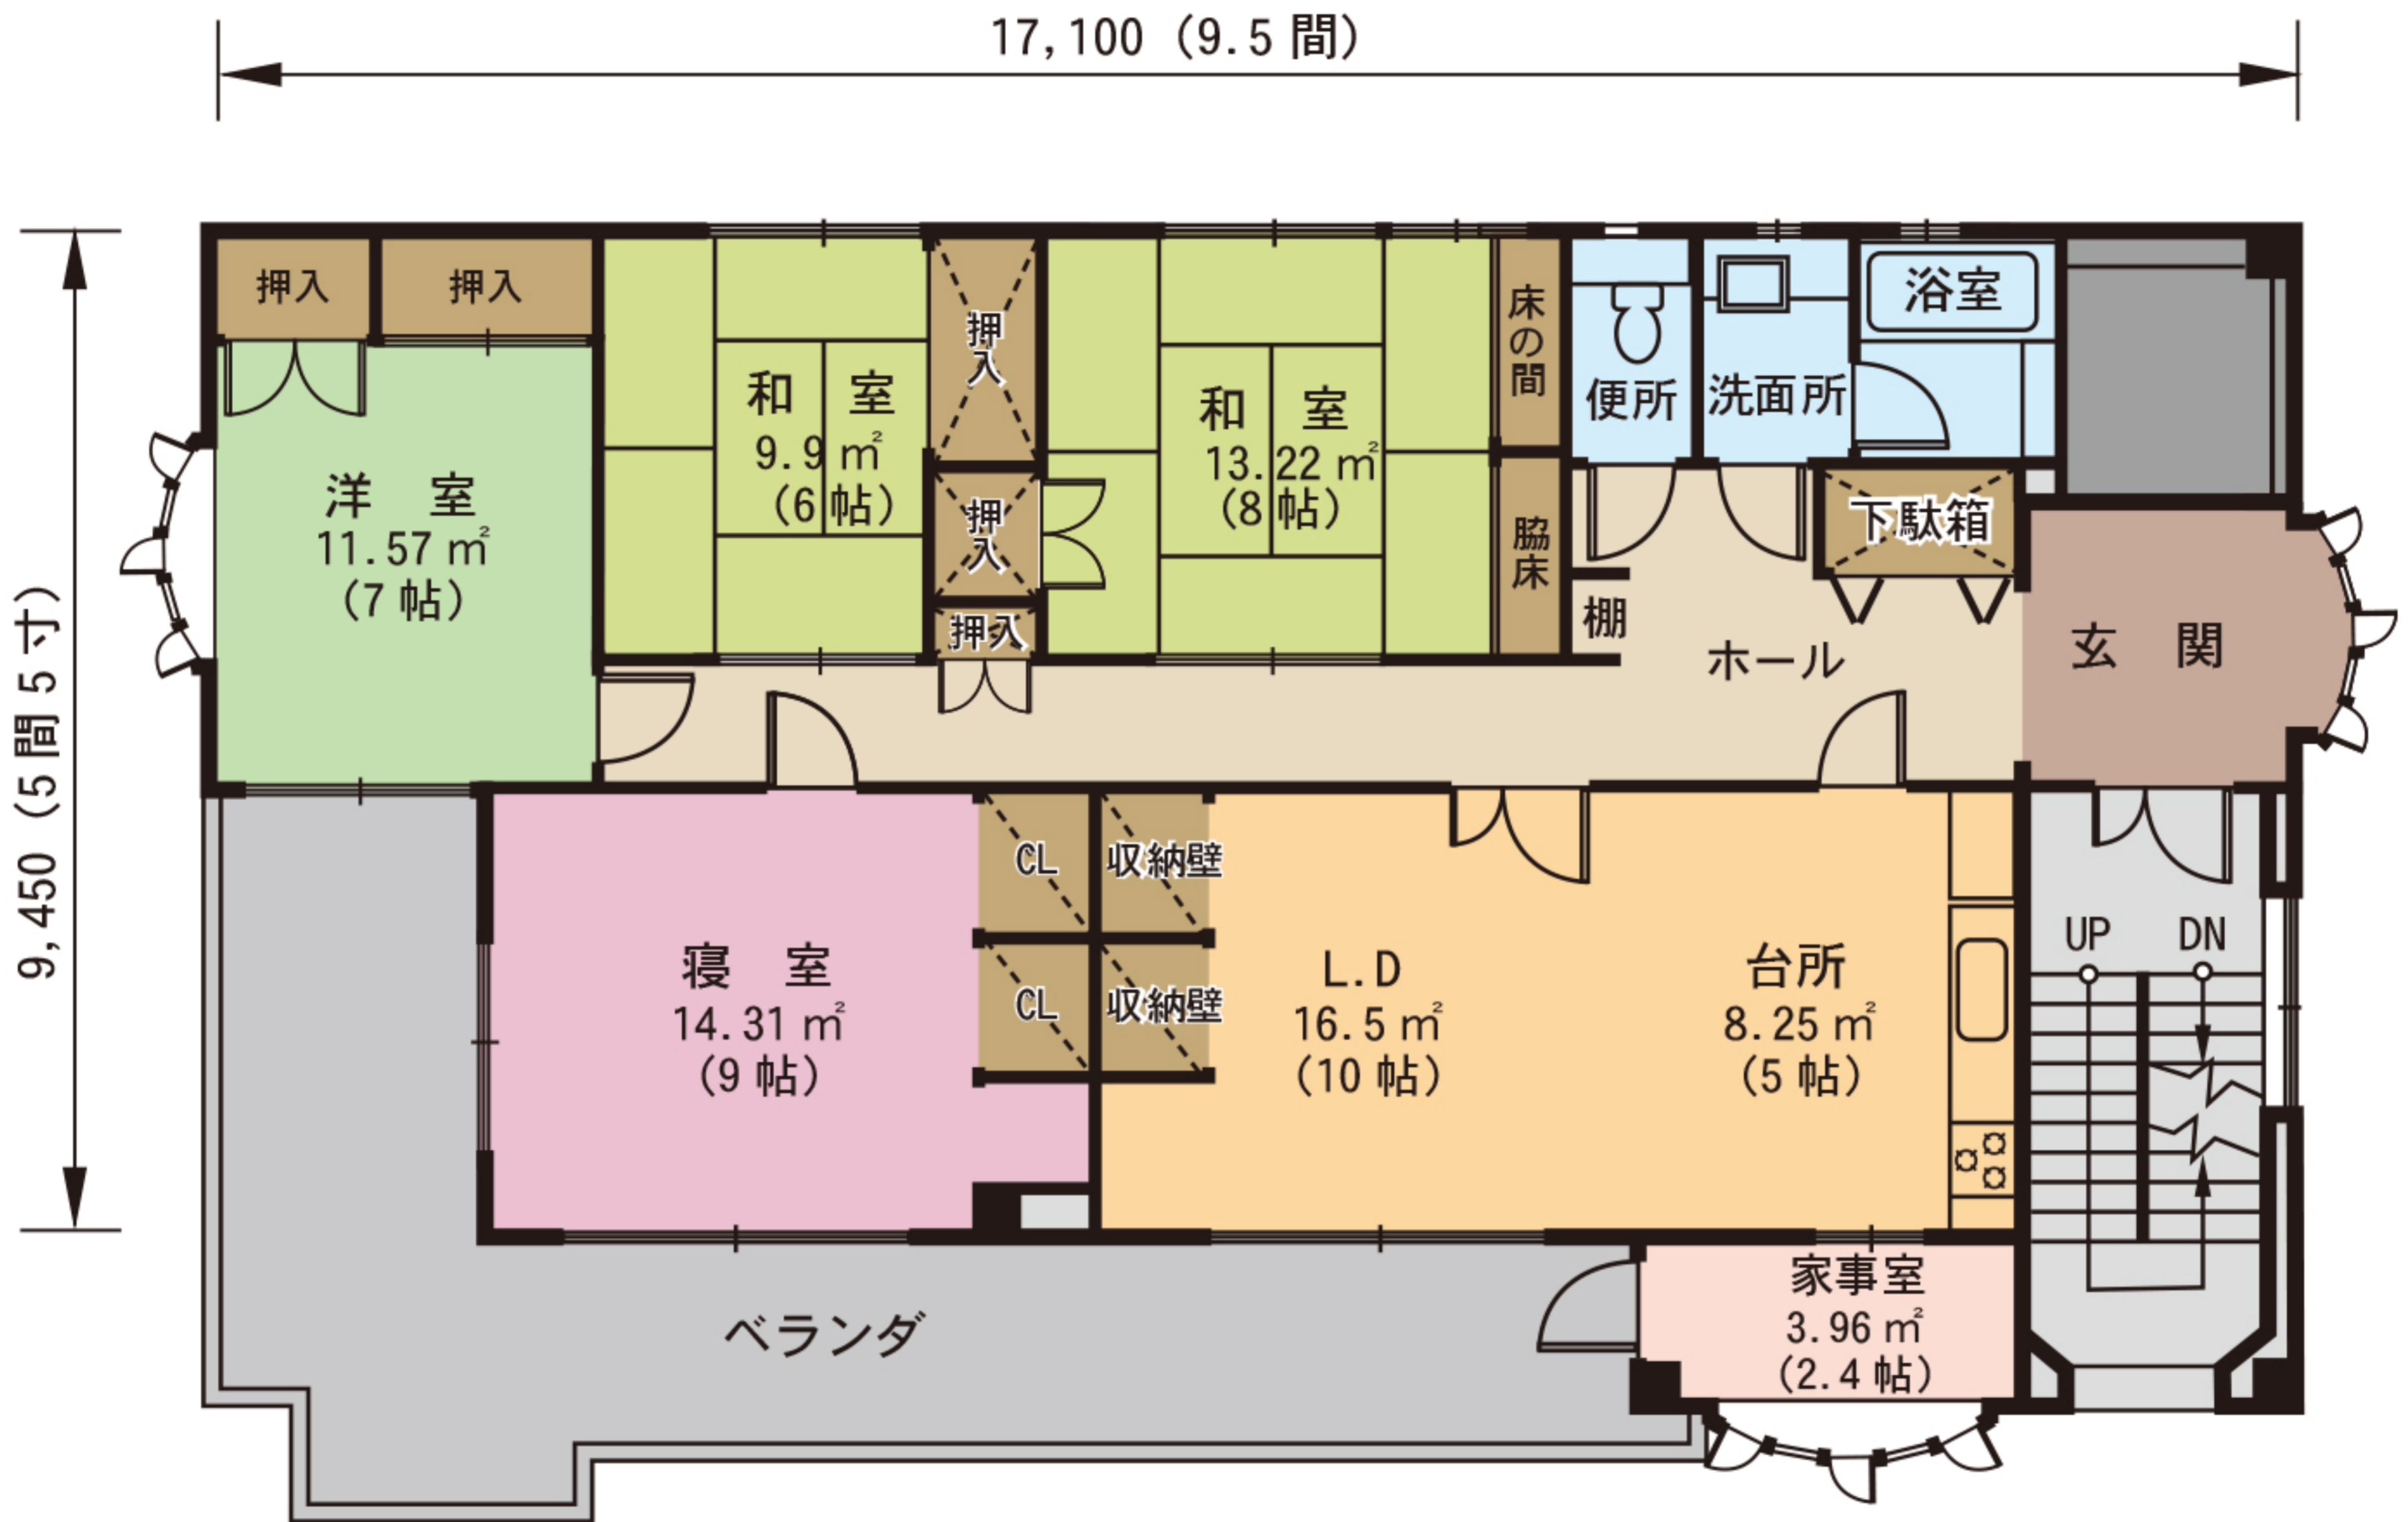 17,100 (9.5 間)
9,450 (5 間 5 寸)
押入
押入
洋 室
11.57 ㎡
(7 帖)
和 室
9.9 ㎡
(6 帖)
押入
押入
押入
和 室
13.22 ㎡
(8 帖)
床の間
脇床
便所
洗面所
浴室
棚
下駄箱
ホール
玄 関
寝 室
14.31 ㎡
(9 帖)
CL
CL
収納壁
収納壁
L.D
16.5 ㎡
(10 帖)
台所
8.25 ㎡
(5 帖)
UP
DN
家事室
3.96 ㎡
(2.4 帖)
ベランダ